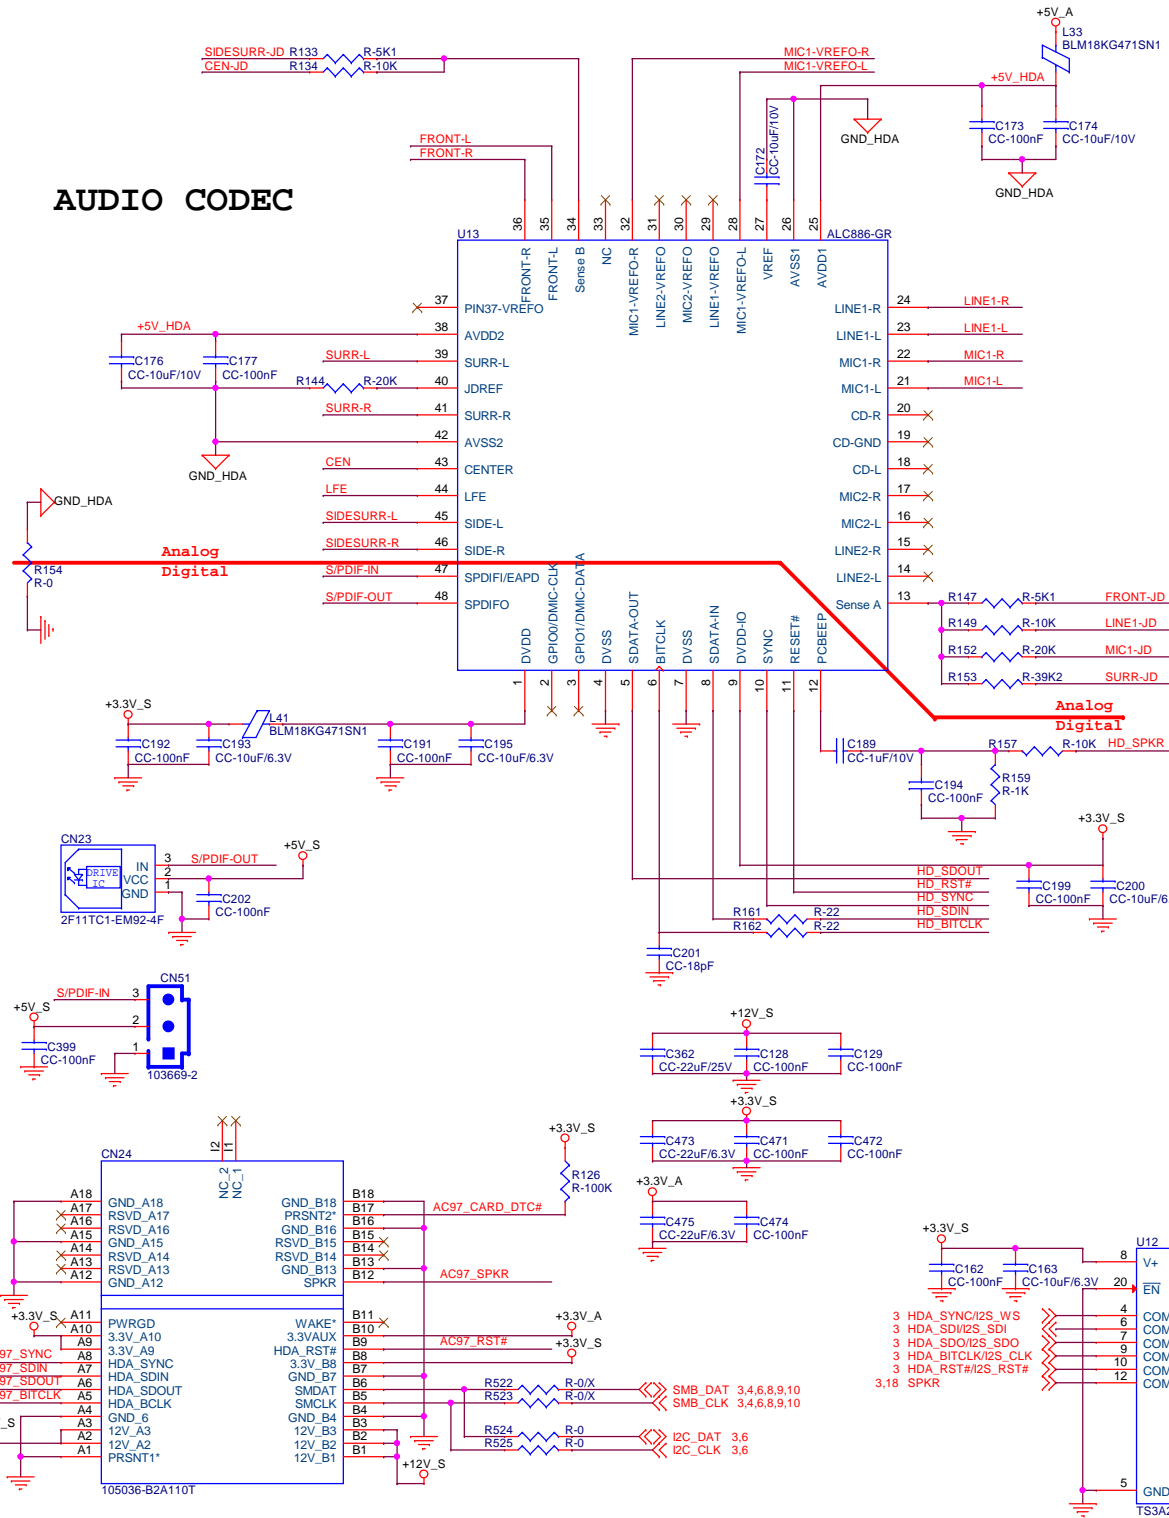 AUDIO CODEC
SIDESURR-JD R133 R-5K1
CEN-JD R134 R-10K
MIC1-VREFO-R
MIC1-VREFO-L
+5V_A
L33
BLM18KG471SN1
+5V_HDA
C173
CC-100nF
C174
CC-10uF/10V
GND_HDA
GND_HDA
C172
CC-10uF/10V
FRONT-L
FRONT-R
U13
ALC886-GR
36 35 34 33 32 31 30 29 28 27 26 25
FRONT-R
FRONT-L
Sense B
NC
MIC1-VREFO-R
LINE2-VREFO
MIC2-VREFO
LINE1-VREFO
MIC1-VREFO-L
VREF
AVSS1
AVDD1
37 PIN37-VREFO
+5V_HDA 38 AVDD2
C176
CC-10uF/10V
C177
CC-100nF
SURR-L 39 SURR-L
R144 R-20K 40 JDREF
SURR-R 41 SURR-R
42 AVSS2
GND_HDA
CEN 43 CENTER
LFE 44 LFE
SIDESURR-L 45 SIDE-L
SIDESURR-R 46 SIDE-R
S/PDIF-IN 47 SPDIFI/EAPD
S/PDIF-OUT 48 SPDIFO
LINE1-R 24 LINE1-R
LINE1-L 23 LINE1-L
MIC1-R 22 MIC1-R
MIC1-L 21 MIC1-L
CD-R 20
CD-GND 19
CD-L 18
MIC2-R 17
MIC2-L 16
LINE2-R 15
LINE2-L 14
Sense A 13
GND_HDA
R154
R-0
Analog
Digital
R147 R-5K1 FRONT-JD
R149 R-10K LINE1-JD
R152 R-20K MIC1-JD
R153 R-39K2 SURR-JD
Analog
Digital
DVDD
GPIO0/DMIC-CLK
GPIO1/DMIC-DATA
DVSS
SDATA-OUT
BITCLK
DVSS
SDATA-IN
DVDD-IO
SYNC
RESET#
PCBEEP
1 2 3 4 5 6 7 8 9 10 11 12
+3.3V_S
L41
BLM18KG471SN1
C192
CC-100nF
C193
CC-10uF/6.3V
C191
CC-100nF
C195
CC-10uF/6.3V
C189
CC-1uF/10V
R157 R-10K HD_SPKR
C194
CC-100nF
R159
R-1K
+3.3V_S
C199
CC-100nF
C200
CC-10uF/6
HD_SDOUT
HD_RST#
HD_SYNC
R161 R-22 HD_SDIN
R162 R-22 HD_BITCLK
C201
CC-18pF
CN23
DRIVE
IC
IN 3 S/PDIF-OUT
VCC 2
GND 1
2F11TC1-EM92-4F
+5V_S
C202
CC-100nF
CN51
S/PDIF-IN 3
+5V_S
2
1
C399
CC-100nF
103669-2
+12V_S
C362
CC-22uF/25V
C128
CC-100nF
C129
CC-100nF
+3.3V_S
C473
CC-22uF/6.3V
C471
CC-100nF
C472
CC-100nF
+3.3V_A
C475
CC-22uF/6.3V
C474
CC-100nF
I2 I1
NC_2
NC_1
CN24
A18 GND_A18
A17 RSVD_A17
A16 RSVD_A16
A15 GND_A15
A14 RSVD_A14
A13 RSVD_A13
A12 GND_A12
GND_B18 B18
PRSNT2* B17 AC97_CARD_DTC#
GND_B16 B16
RSVD_B15 B15
RSVD_B14 B14
GND_B13 B13
SPKR B12 AC97_SPKR
+3.3V_S
R126
R-100K
+3.3V_S
A11 PWRGD
A10 3.3V_A10
A9 3.3V_A9
97_SYNC A8 HDA_SYNC
97_SDIN A7 HDA_SDIN
97_SDOUT A6 HDA_SDOUT
97_BITCLK A5 HDA_BCLK
A4 GND_6
A3 12V_A3
A2 12V_A2
A1 PRSNT1*
_S
WAKE* B11
3.3VAUX B10 +3.3V_A
HDA_RST# B9 AC97_RST#
3.3V_B8 B8 +3.3V_S
GND_B7 B7
SMDAT B6 R522 R-0/X SMB_DAT 3,4,6,8,9,10
SMCLK B5 R523 R-0/X SMB_CLK 3,4,6,8,9,10
GND_B4 B4
12V_B3 B3 R524 R-0 I2C_DAT 3,6
12V_B2 B2 R525 R-0 I2C_CLK 3,6
12V_B1 B1
+12V_S
105036-B2A110T
+3.3V_S
C162
CC-100nF
C163
CC-10uF/6.3V
U12
8 V+
20 EN
3 HDA_SYNC/I2S_WS 4 COM
3 HDA_SDI/I2S_SDI 6 COM
3 HDA_SDO/I2S_SDO 7 COM
3 HDA_BITCLK/I2S_CLK 9 COM
3 HDA_RST#/I2S_RST# 10 COM
3,18 SPKR 12 COM
5 GND
TS3A2